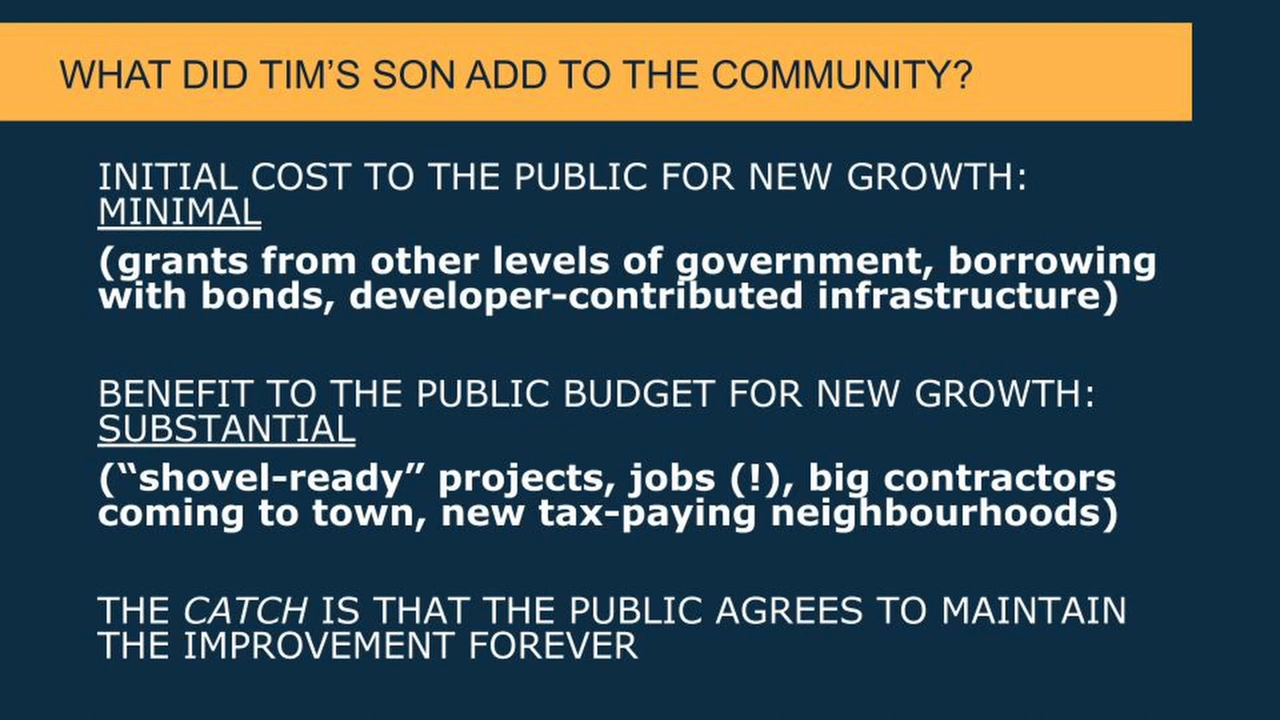 WHAT DID TIM’S SON ADD TO THE COMMUNITY?
INITIAL COST TO THE PUBLIC FOR NEW GROWTH:
MINIMAL
(grants from other levels of government, borrowing
with bonds, developer-contributed infrastructure)
BENEFIT TO THE PUBLIC BUDGET FOR NEW GROWTH:
SUBSTANTIAL
(“shovel-ready” projects, jobs (!), big contractors
coming to town, new tax-paying neighbourhoods)
THE CATCH IS THAT THE PUBLIC AGREES TO MAINTAIN
THE IMPROVEMENT FOREVER